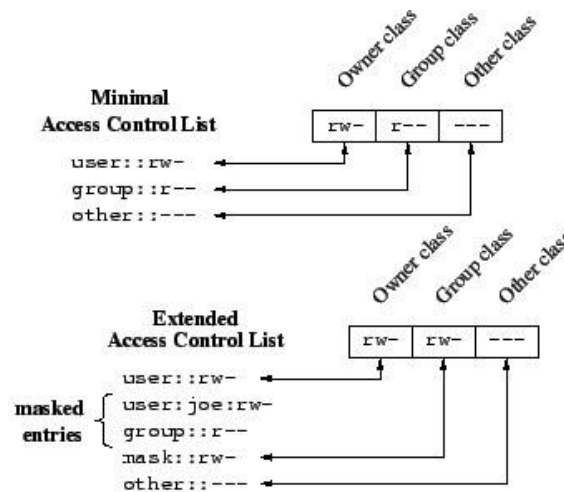 Owner class
Group class
Other class
Minimal
Access Control List
rw- r-- ---
user::rw-
group::r--
other::---
Owner class
Group class
Other class
Extended
Access Control List
rw- rw- ---
user::rw-
masked
entries
user:joe:rw-
group::r--
mask::rw-
other::---